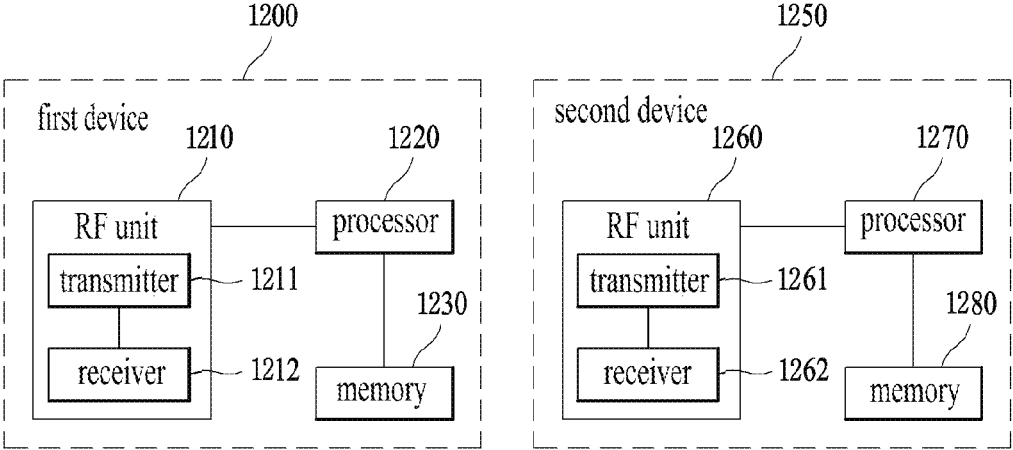 1200
first device
1210
1220
RF unit
processor
transmitter
1211
1230
receiver
1212
memory
1250
second device
1260
1270
RF unit
processor
transmitter
1261
1280
receiver
1262
memory